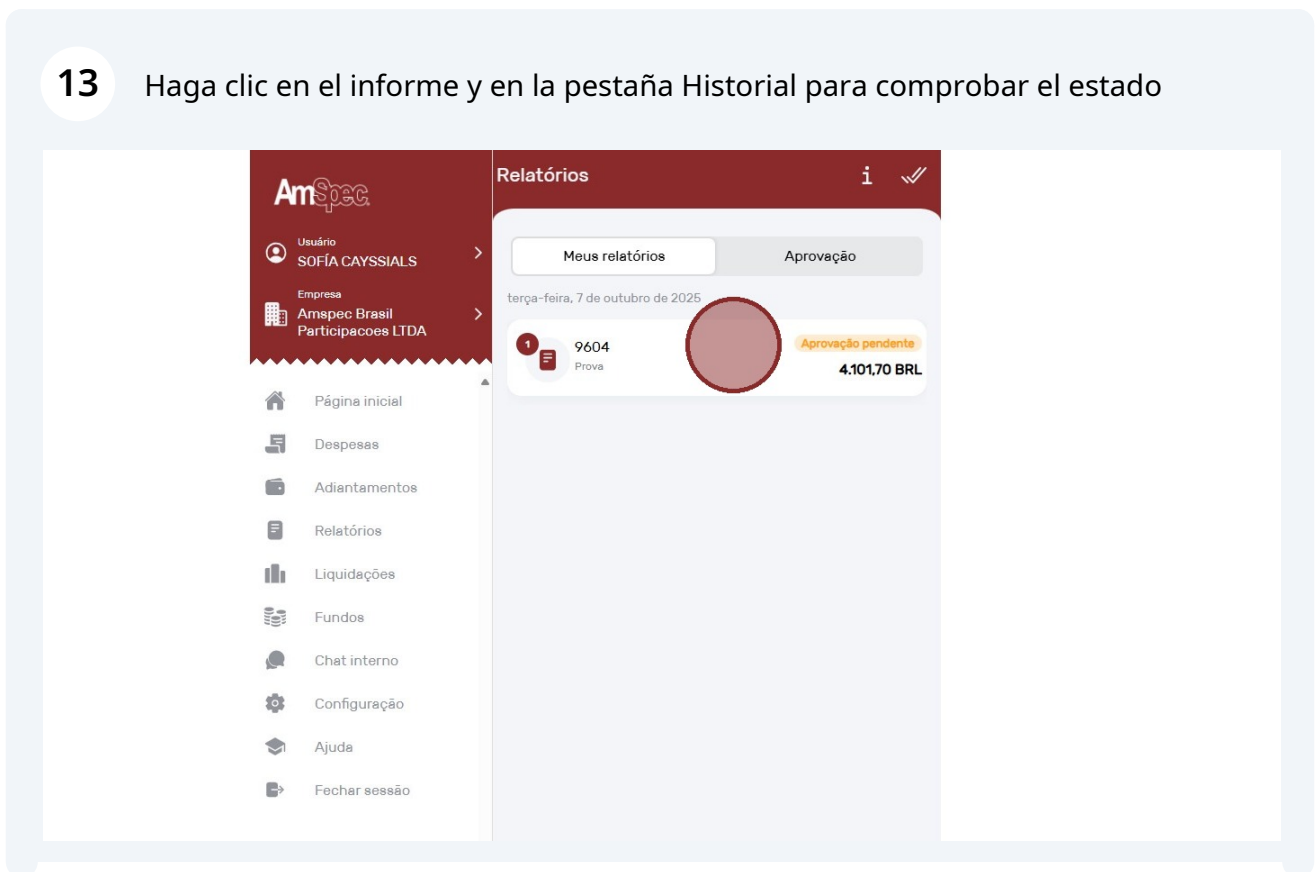 13 Haga clic en el informe y en la pestaña Historial para comprobar el estado
AmSpec
Usuário
SOFÍA CAYSSIALS
Empresa
Amspec Brasil
Participacoes LTDA
Página inicial
Despesas
Adiantamentos
Relatórios
Liquidações
Fundos
Chat interno
Configuração
Ajuda
Fechar sessão
Relatórios
Meus relatórios Aprovação
terça-feira, 7 de outubro de 2025
1 9604 Aprovação pendente
Prova 4.101,70 BRL